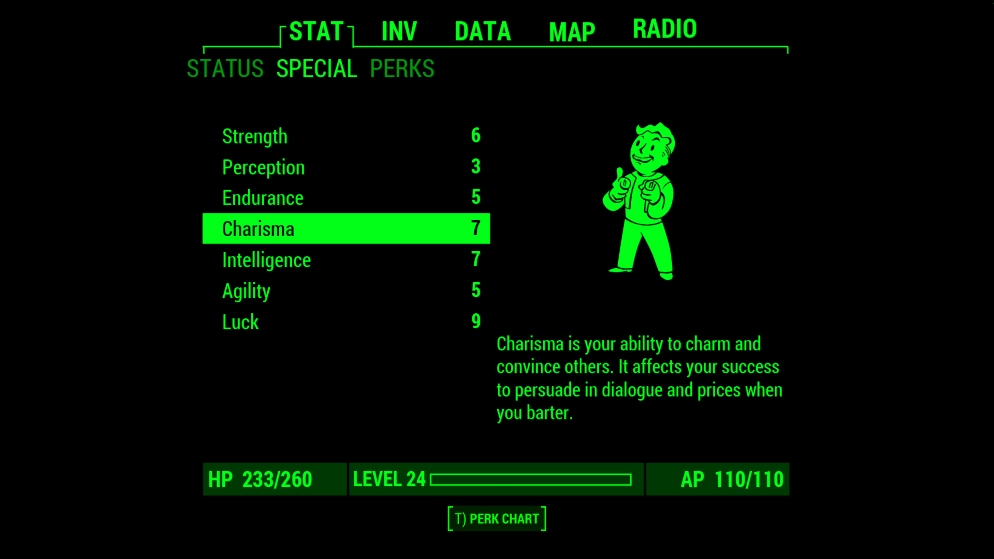 STAT INV DATA MAP RADIO
STATUS SPECIAL PERKS
Strength 6
Perception 3
Endurance 5
Charisma 7
Intelligence 7
Agility 5
Luck 9
Charisma is your ability to charm and
convince others. It affects your success
to persuade in dialogue and prices when
you barter.
HP 233/260 LEVEL 24 AP 110/110
T) PERK CHART